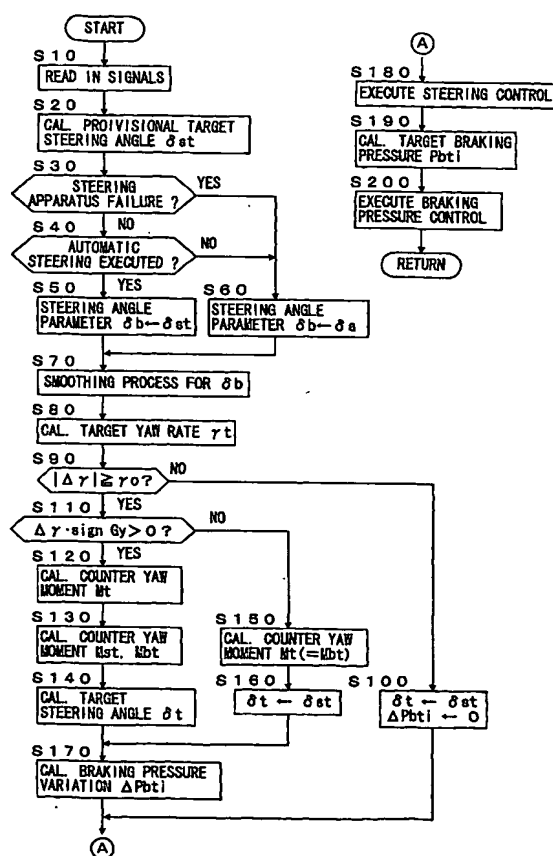 START
S10
READ IN SIGNALS
S20
CAL. PROIVISIONAL TARGET
STEERING ANGLE δst
S30
STEERING
APPARATUS FAILURE ?
YES
NO
S40
AUTOMATIC
STEERING EXECUTED ?
NO
YES
S50
STEERING ANGLE
PARAMETER δb←δst
S60
STEERING ANGLE
PARAMETER δb←δa
S70
SMOOTHING PROCESS FOR δb
S80
CAL. TARGET YAW RATE γt
S90
|Δγ|≧γo?
NO
YES
S110
Δγ·sign Gy>0?
NO
YES
S120
CAL. COUNTER YAW
MOMENT Mt
S130
CAL. COUNTER YAW
MOMENT Mst, Mbt
S140
CAL. TARGET
STEERING ANGLE δt
S150
CAL. COUNTER YAW
MOMENT Mt(=Mbt)
S160
δt ← δst
S100
δt ← δst
ΔPbti ← 0
S170
CAL. BRAKING PRESSURE
VARIATION ΔPbti
A
A
S180
EXECUTE STEERING CONTROL
S190
CAL. TARGET BRAKING
PRESSURE Pbti
S200
EXECUTE BRAKING
PRESSURE CONTROL
RETURN